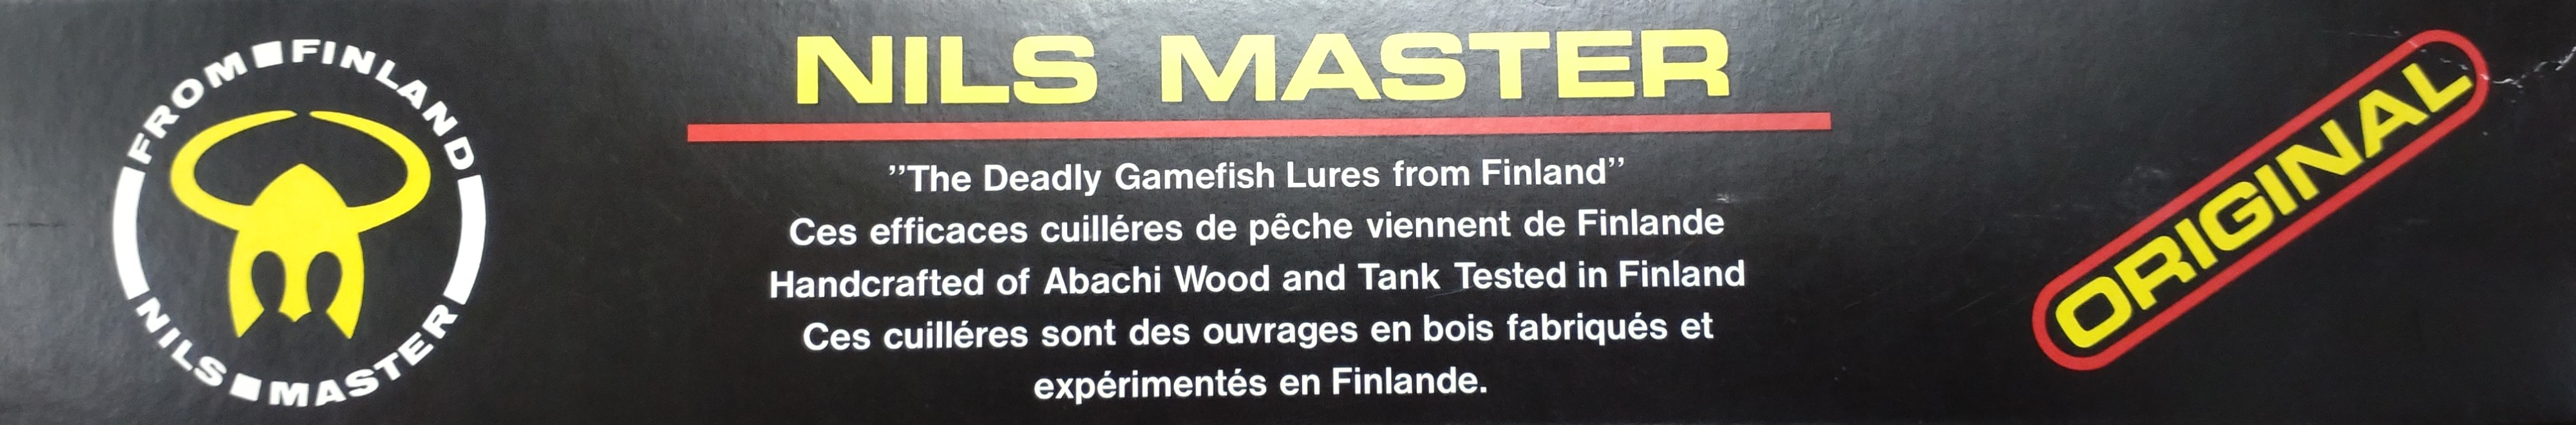 FROM FINLAND
NILS MASTER
NILS MASTER
”The Deadly Gamefish Lures from Finland”
Ces efficaces cuilléres de pêche viennent de Finlande
Handcrafted of Abachi Wood and Tank Tested in Finland
Ces cuilléres sont des ouvrages en bois fabriqués et
expérimentés en Finlande.
ORIGINAL